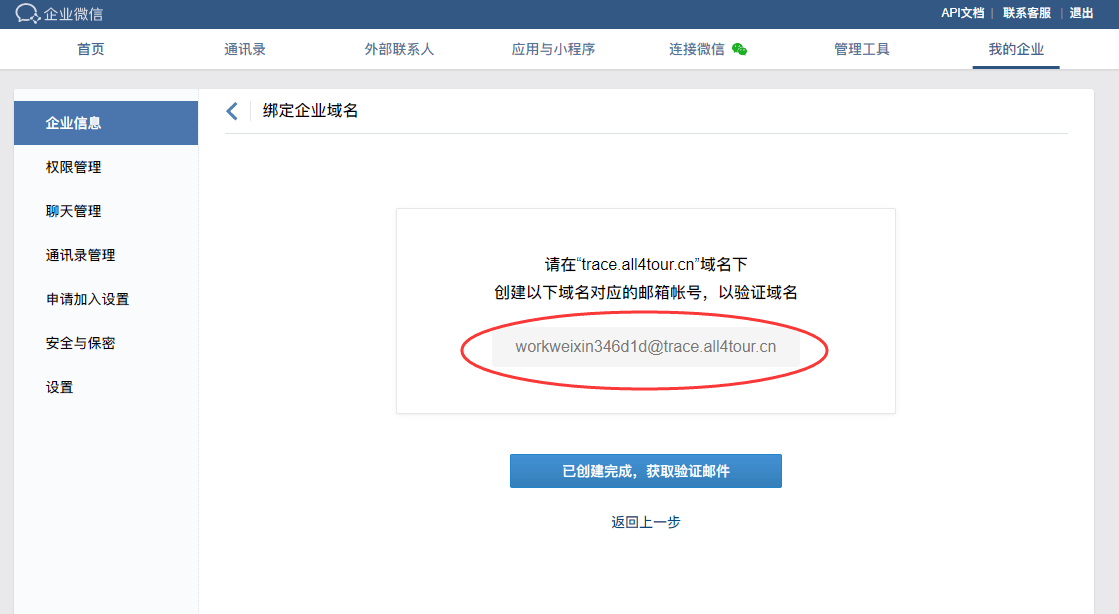 企业微信
API文档 | 联系客服 | 退出
首页 通讯录 外部联系人 应用与小程序 连接微信 管理工具 我的企业
企业信息
权限管理
聊天管理
通讯录管理
申请加入设置
安全与保密
设置
绑定企业域名
请在“trace.all4tour.cn”域名下
创建以下域名对应的邮箱帐号，以验证域名
workweixin346d1d@trace.all4tour.cn
已创建完成，获取验证邮件
返回上一步